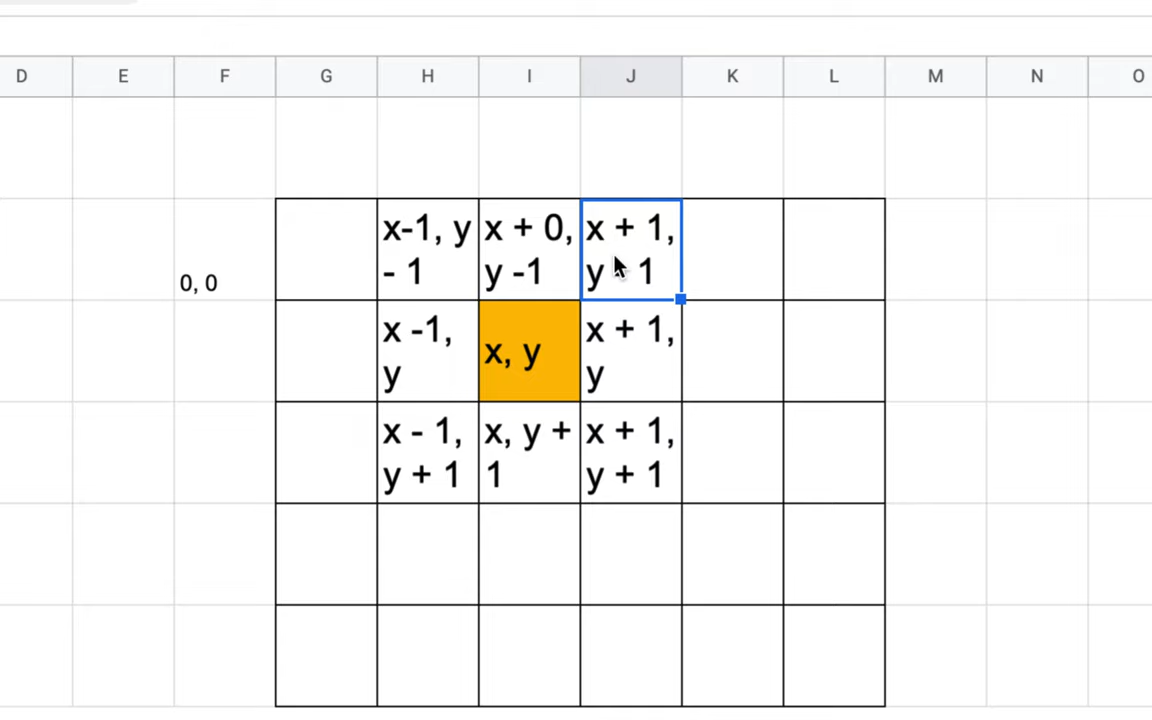 D E F G H I J K L M N O
x-1, y x + 0, x + 1,
- 1 y -1 y 1
0, 0
x -1, x, y x + 1,
y y
x - 1, x, y + x + 1,
y + 1 1 y + 1